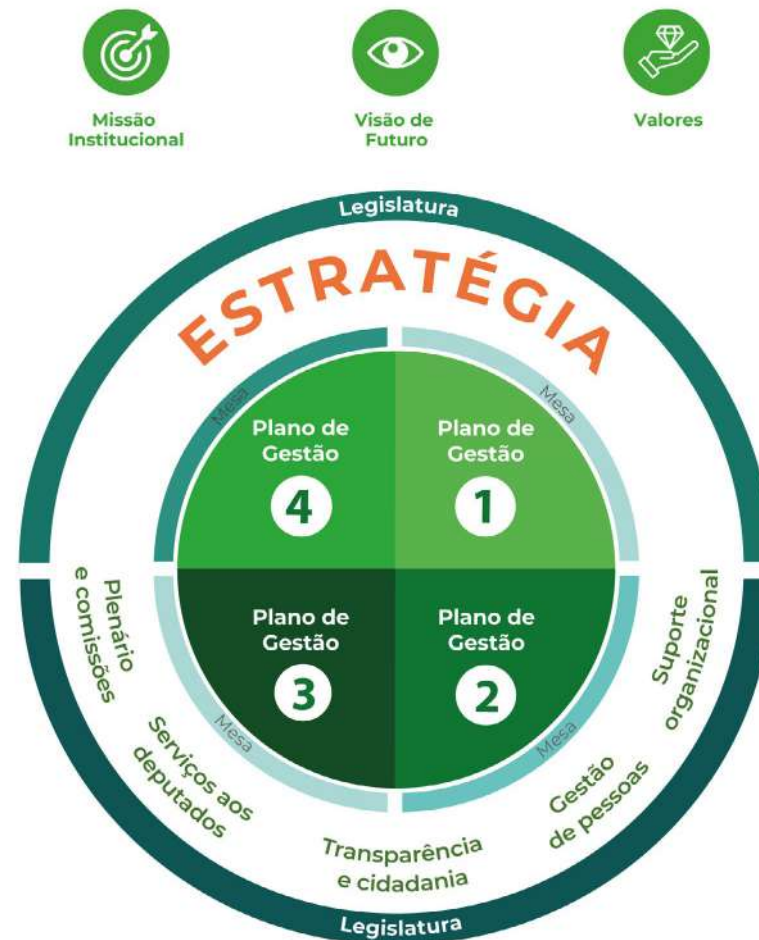 Missão
Institucional
Visão de
Futuro
Valores
Legislatura
ESTRATÉGIA
Mesa
Mesa
Plano de
Gestão
4
Plano de
Gestão
1
Plano de
Gestão
3
Plano de
Gestão
2
Mesa
Mesa
Plenário
e comissões
Serviços aos
deputados
Transparência
e cidadania
Gestão
de pessoas
Suporte
organizacional
Legislatura